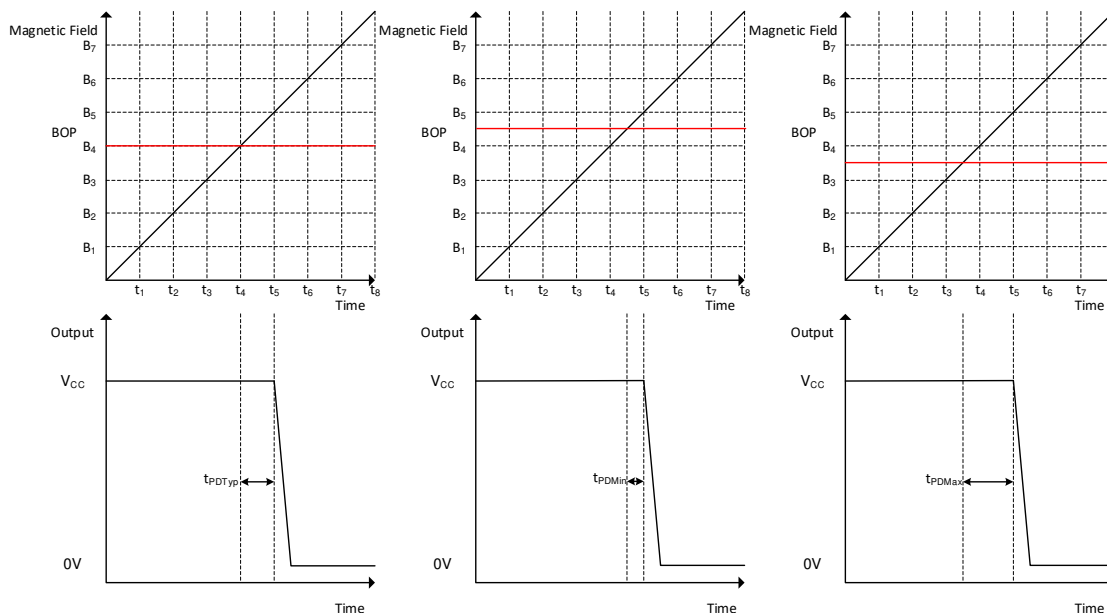 Magnetic Field
B7
B6
B5
BOP
B4
B3
B2
B1
t1 t2 t3 t4 t5 t6 t7 t8
Time
Magnetic Field
B7
B6
B5
BOP
B4
B3
B2
B1
t1 t2 t3 t4 t5 t6 t7 t8
Time
Magnetic Field
B7
B6
B5
BOP
B4
B3
B2
B1
t1 t2 t3 t4 t5 t6 t7
Time
Output
VCC
tPDTyp
0V
Time
Output
VCC
tPDMin
0V
Time
Output
VCC
tPDMax
0V
Time